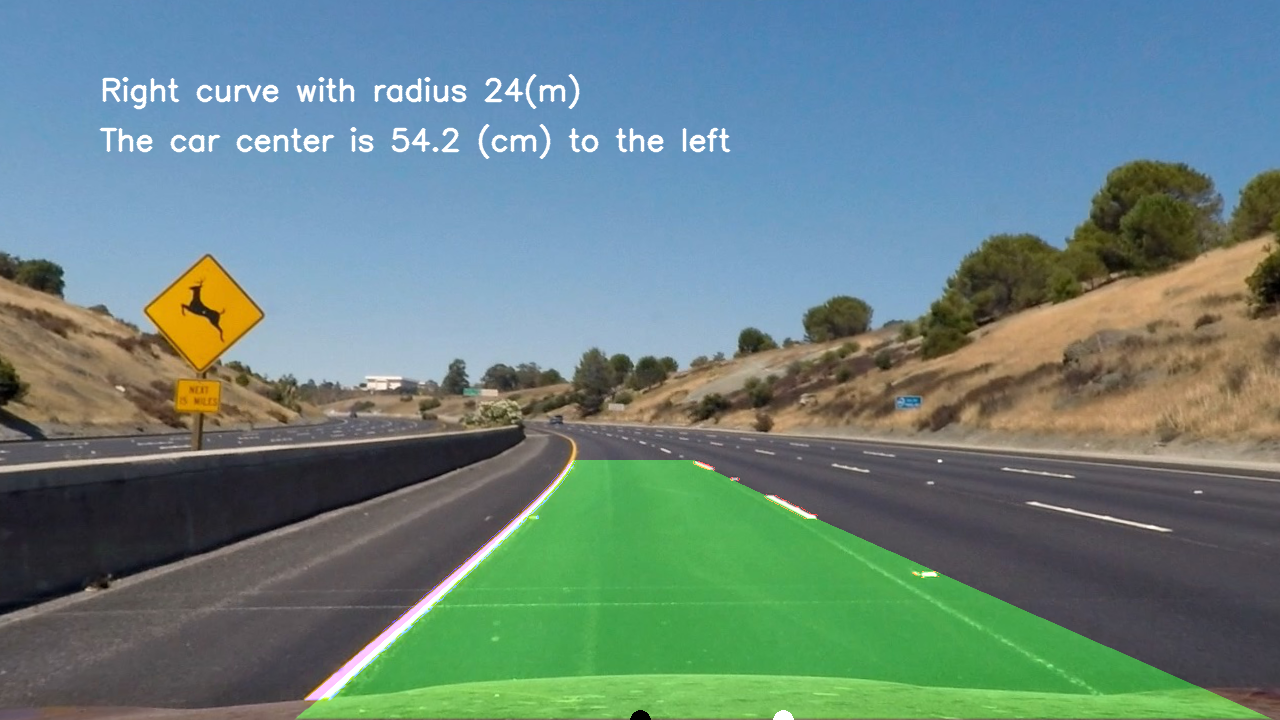 Right curve with radius 24(m)
The car center is 54.2 (cm) to the left
NEXT
15 MILES